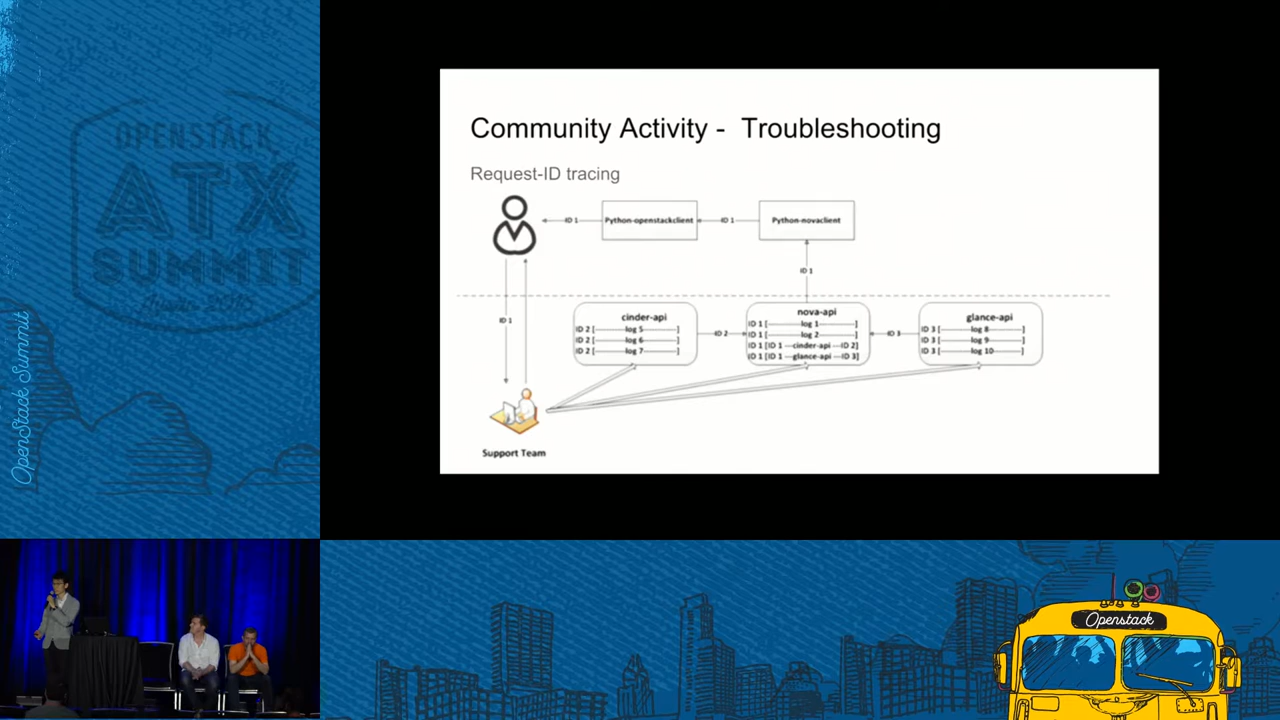 OPENSTACK
ATX
SUMMIT
OpenStack Summit
Community Activity - Troubleshooting
Request-ID tracing
ID 1
Python-openstackclient
ID 1
Python-novaclient
ID 1
ID 1
cinder-api
ID 2 [--------log 5--------]
ID 2 [--------log 6--------]
ID 2 [--------log 7--------]
ID 2
nova-api
ID 1 [--------log 1--------]
ID 1 [--------log 2--------]
ID 1 [ID 1 ---cinder-api ---ID 2]
ID 1 [ID 1 ---glance-api ---ID 3]
ID 3
glance-api
ID 3 [--------log 8--------]
ID 3 [--------log 9--------]
ID 3 [--------log 10-------]
Support Team
Openstack